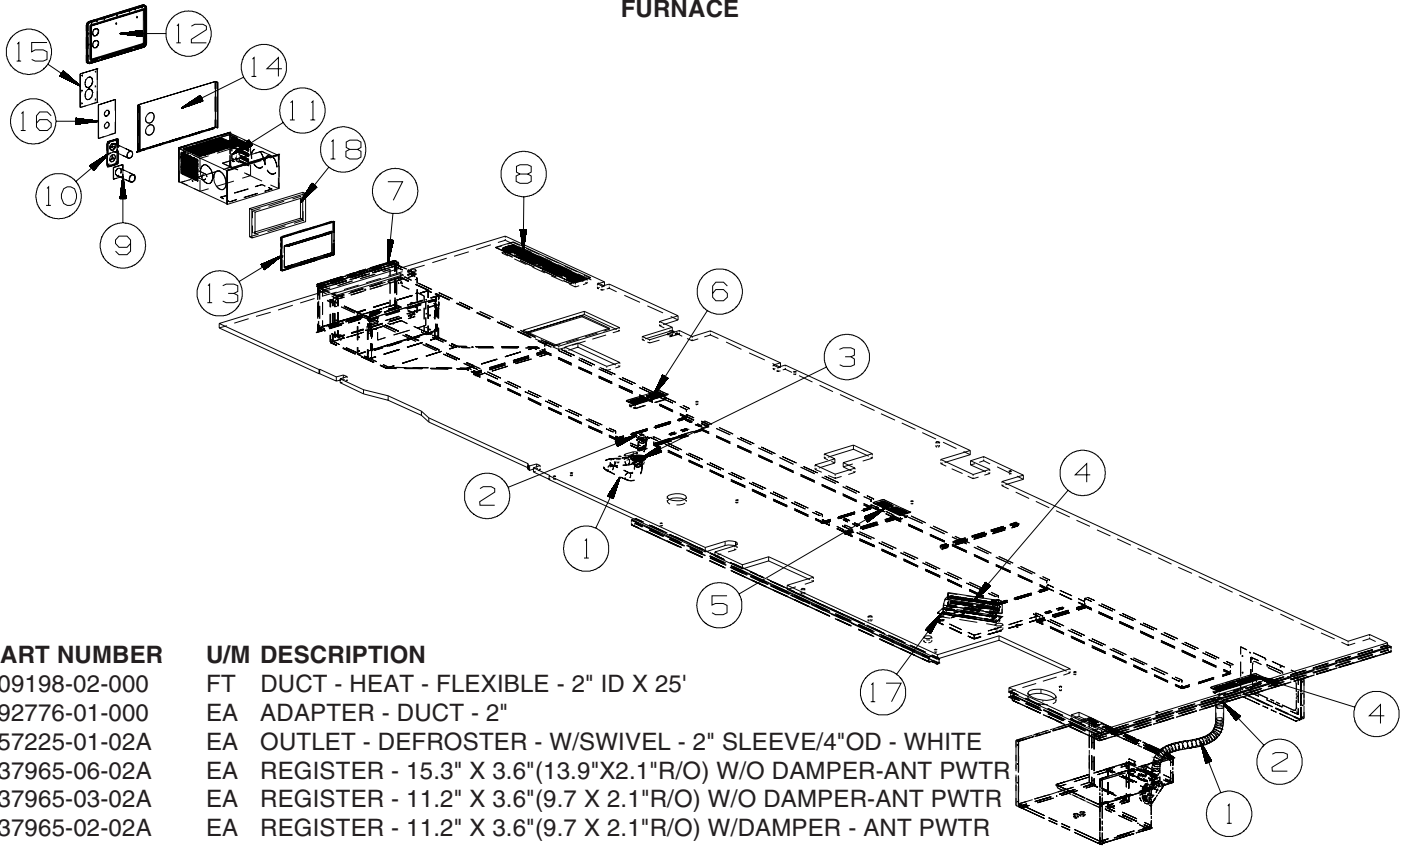 FURNACE
12
15
14
16
11
18
10
7
8
9
13
6
3
2
4
1
5
17
4
2
1
ART NUMBER U/M DESCRIPTION
09198-02-000 FT DUCT - HEAT - FLEXIBLE - 2" ID X 25'
92776-01-000 EA ADAPTER - DUCT - 2"
57225-01-02A EA OUTLET - DEFROSTER - W/SWIVEL - 2" SLEEVE/4"OD - WHITE
37965-06-02A EA REGISTER - 15.3" X 3.6"(13.9"X2.1"R/O) W/O DAMPER-ANT PWTR
37965-03-02A EA REGISTER - 11.2" X 3.6"(9.7 X 2.1"R/O) W/O DAMPER-ANT PWTR
37965-02-02A EA REGISTER - 11.2" X 3.6"(9.7 X 2.1"R/O) W/DAMPER - ANT PWTR